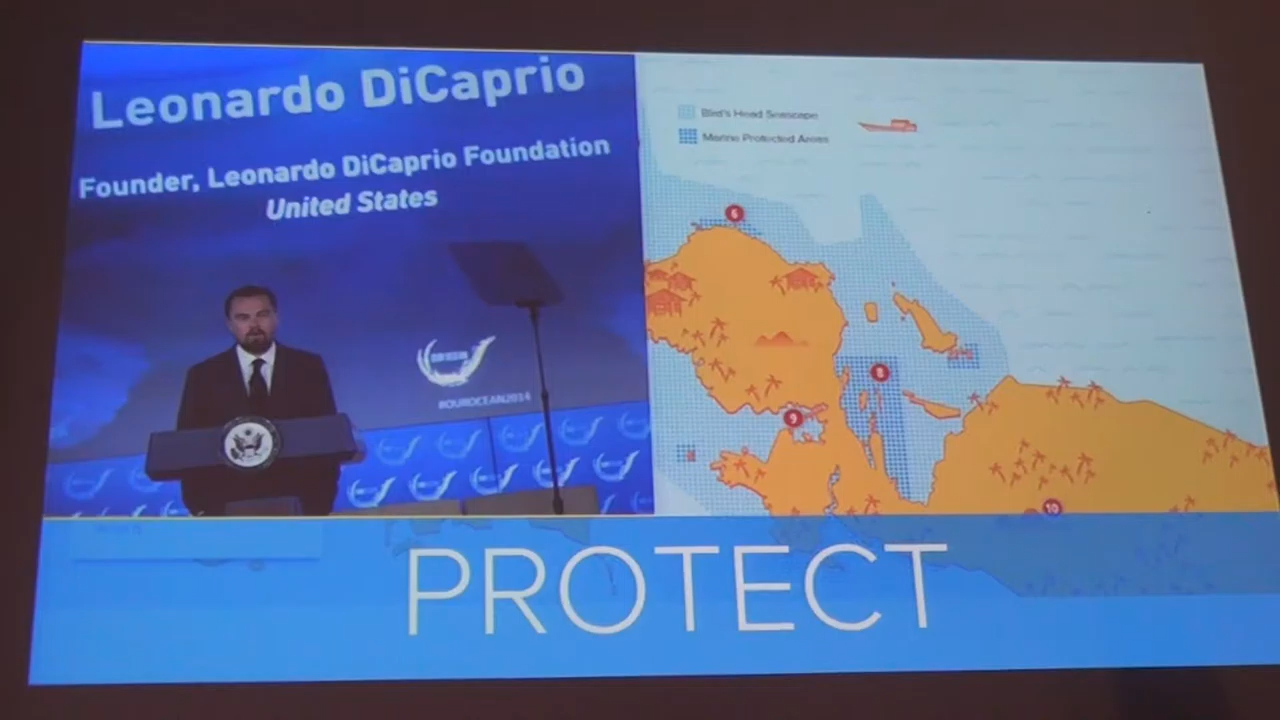 Leonardo DiCaprio
Founder, Leonardo DiCaprio Foundation
United States
#OUROCEAN2014
Bird's Head Seascape
Marine Protected Areas
6
8
9
10
PROTECT